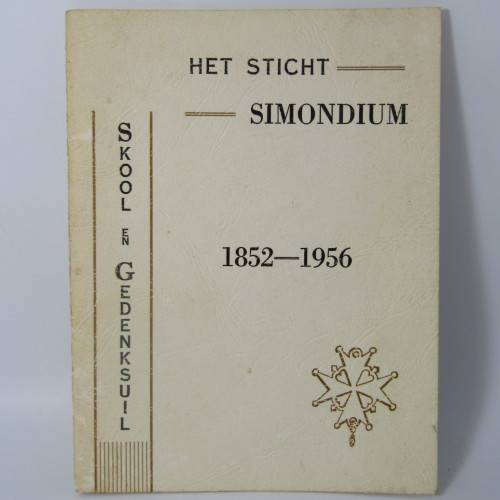 HET STICHT
SIMONDIUM
1852—1956
SKOOL EN GEDENKSUIL